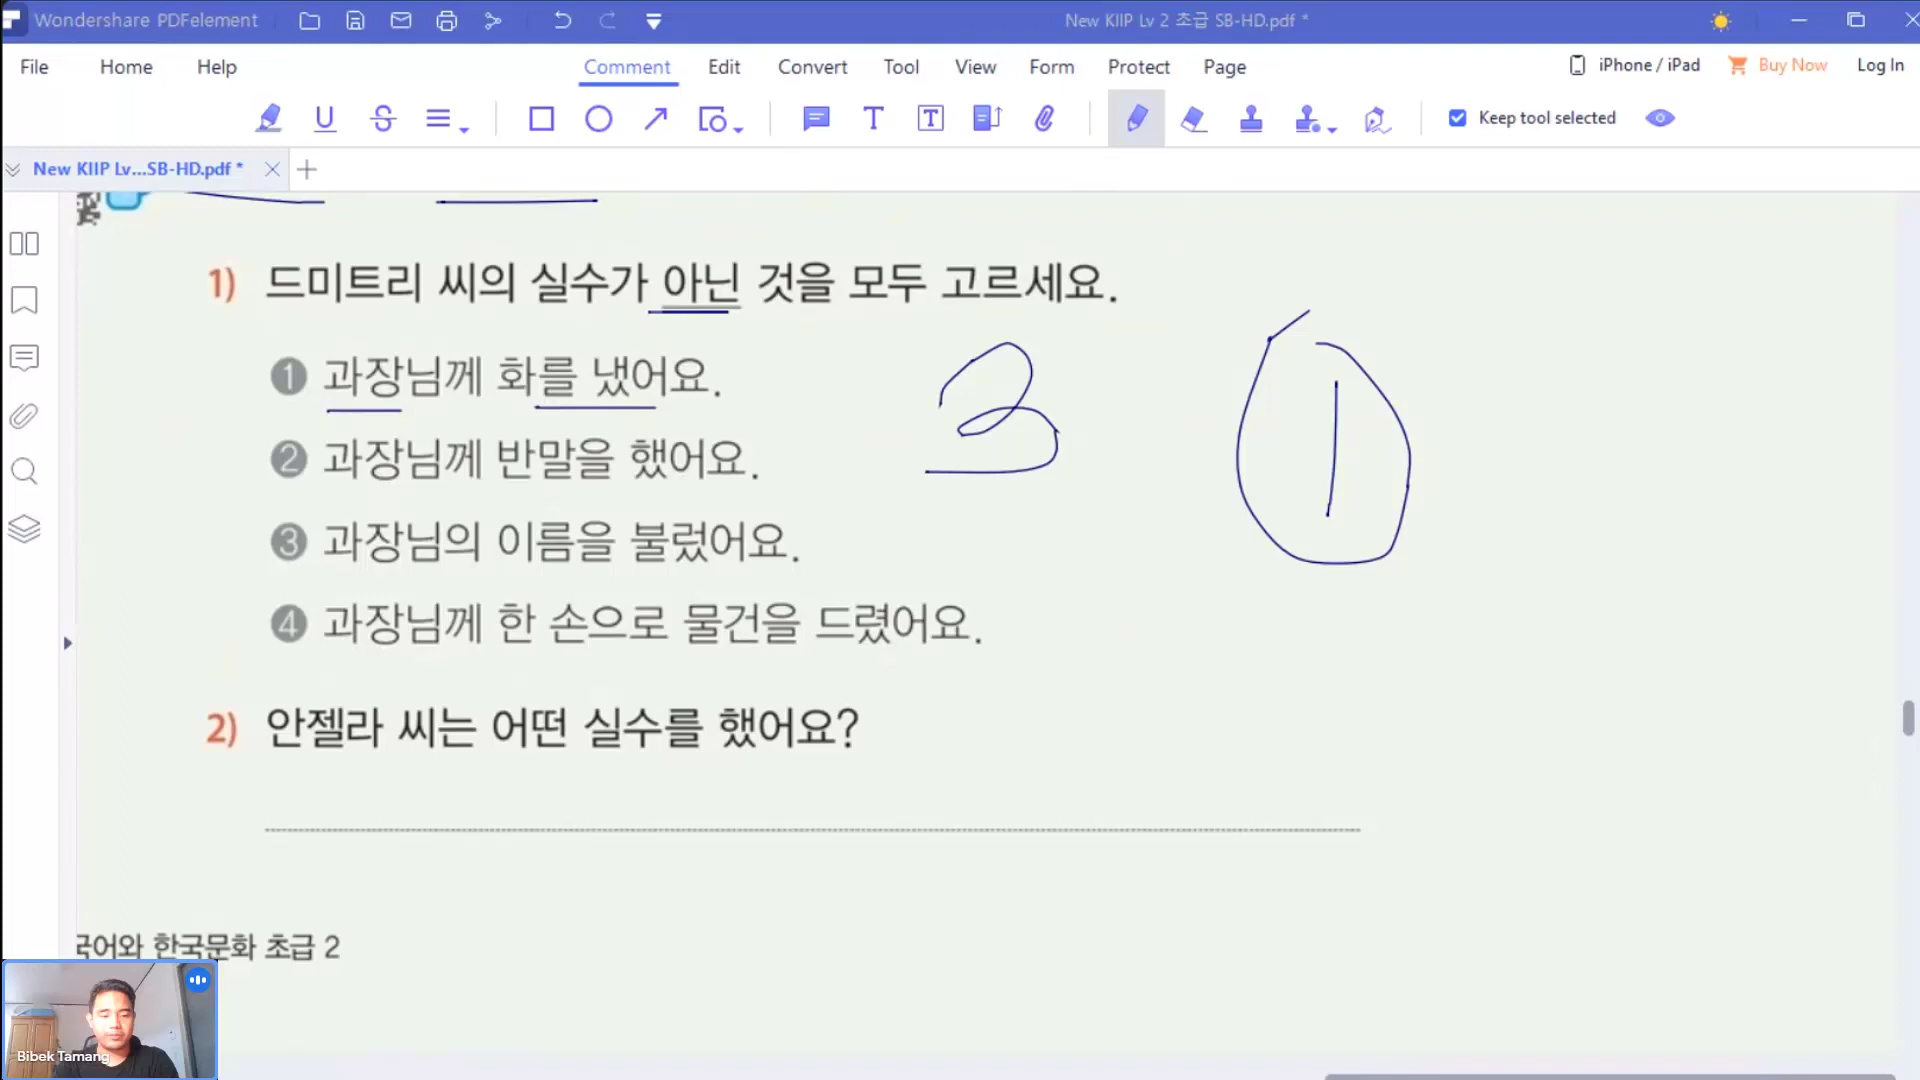 Wondershare PDFelement
New KIIP Lv 2 초급 SB-HD.pdf *
File Home Help Comment Edit Convert Tool View Form Protect Page iPhone / iPad Buy Now Log In
Keep tool selected
New KIIP Lv...SB-HD.pdf *
1) 드미트리 씨의 실수가 아닌 것을 모두 고르세요.
❶ 과장님께 화를 냈어요.
❷ 과장님께 반말을 했어요.
❸ 과장님의 이름을 불렀어요.
❹ 과장님께 한 손으로 물건을 드렸어요.
3 ①
2) 안젤라 씨는 어떤 실수를 했어요?
국어와 한국문화 초급 2
Bibek Tamang